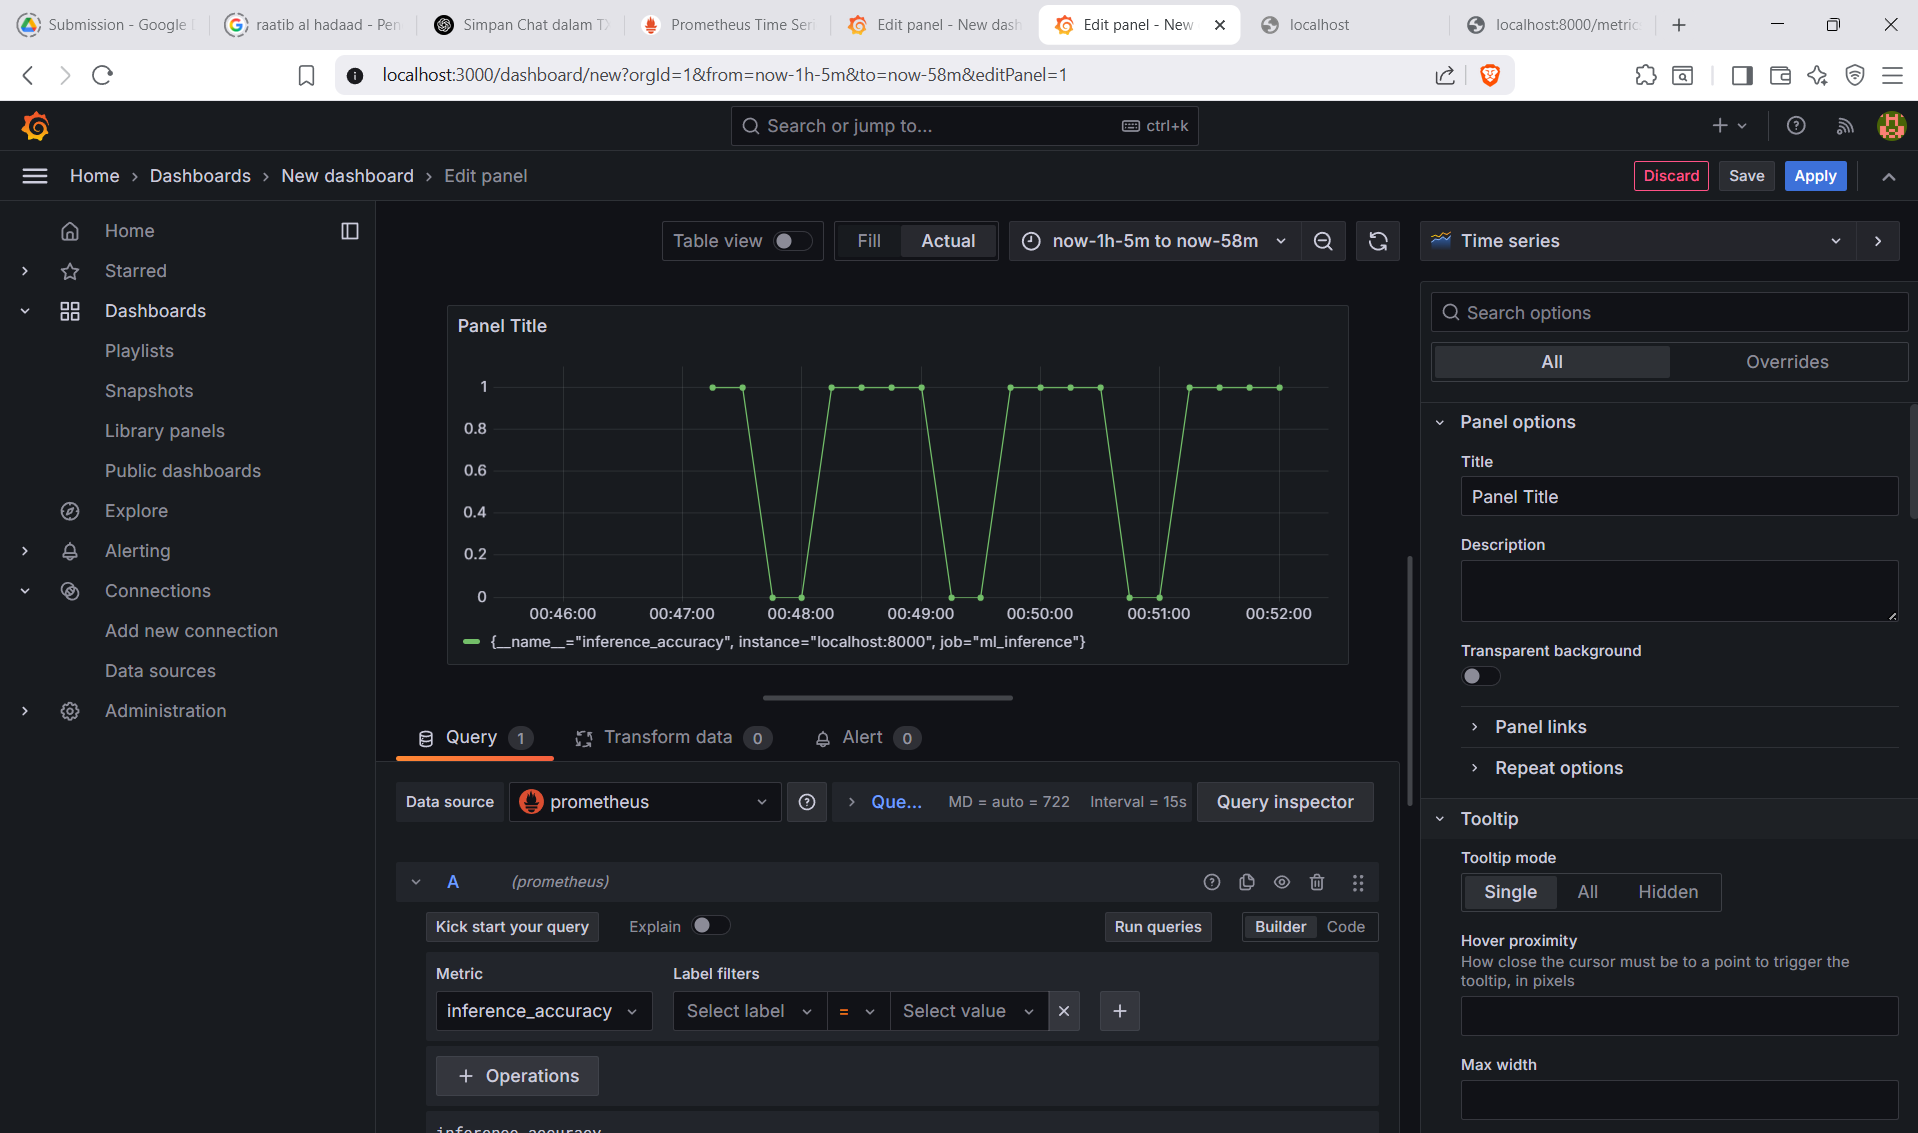 Submission - Google
raatib al hadaad - Pen
Simpan Chat dalam TX
Prometheus Time Seri
Edit panel - New dash
Edit panel - New
localhost
localhost:8000/metric
localhost:3000/dashboard/new?orgId=1&from=now-1h-5m&to=now-58m&editPanel=1
Search or jump to...
ctrl+k
Home › Dashboards › New dashboard › Edit panel
Discard
Save
Apply
Home
Starred
Dashboards
Playlists
Snapshots
Library panels
Public dashboards
Explore
Alerting
Connections
Add new connection
Data sources
Administration
Table view
Fill
Actual
now-1h-5m to now-58m
Time series
Panel Title
1
0.8
0.6
0.4
0.2
0
00:46:00
00:47:00
00:48:00
00:49:00
00:50:00
00:51:00
00:52:00
{__name__="inference_accuracy", instance="localhost:8000", job="ml_inference"}
Query 1
Transform data 0
Alert 0
Data source
prometheus
Que...
MD = auto = 722
Interval = 15s
Query inspector
A
(prometheus)
Kick start your query
Explain
Run queries
Builder
Code
Metric
Label filters
inference_accuracy
Select label
=
Select value
+ Operations
inference_accuracy
Search options
All
Overrides
Panel options
Title
Panel Title
Description
Transparent background
Panel links
Repeat options
Tooltip
Tooltip mode
Single
All
Hidden
Hover proximity
How close the cursor must be to a point to trigger the
tooltip, in pixels
Max width